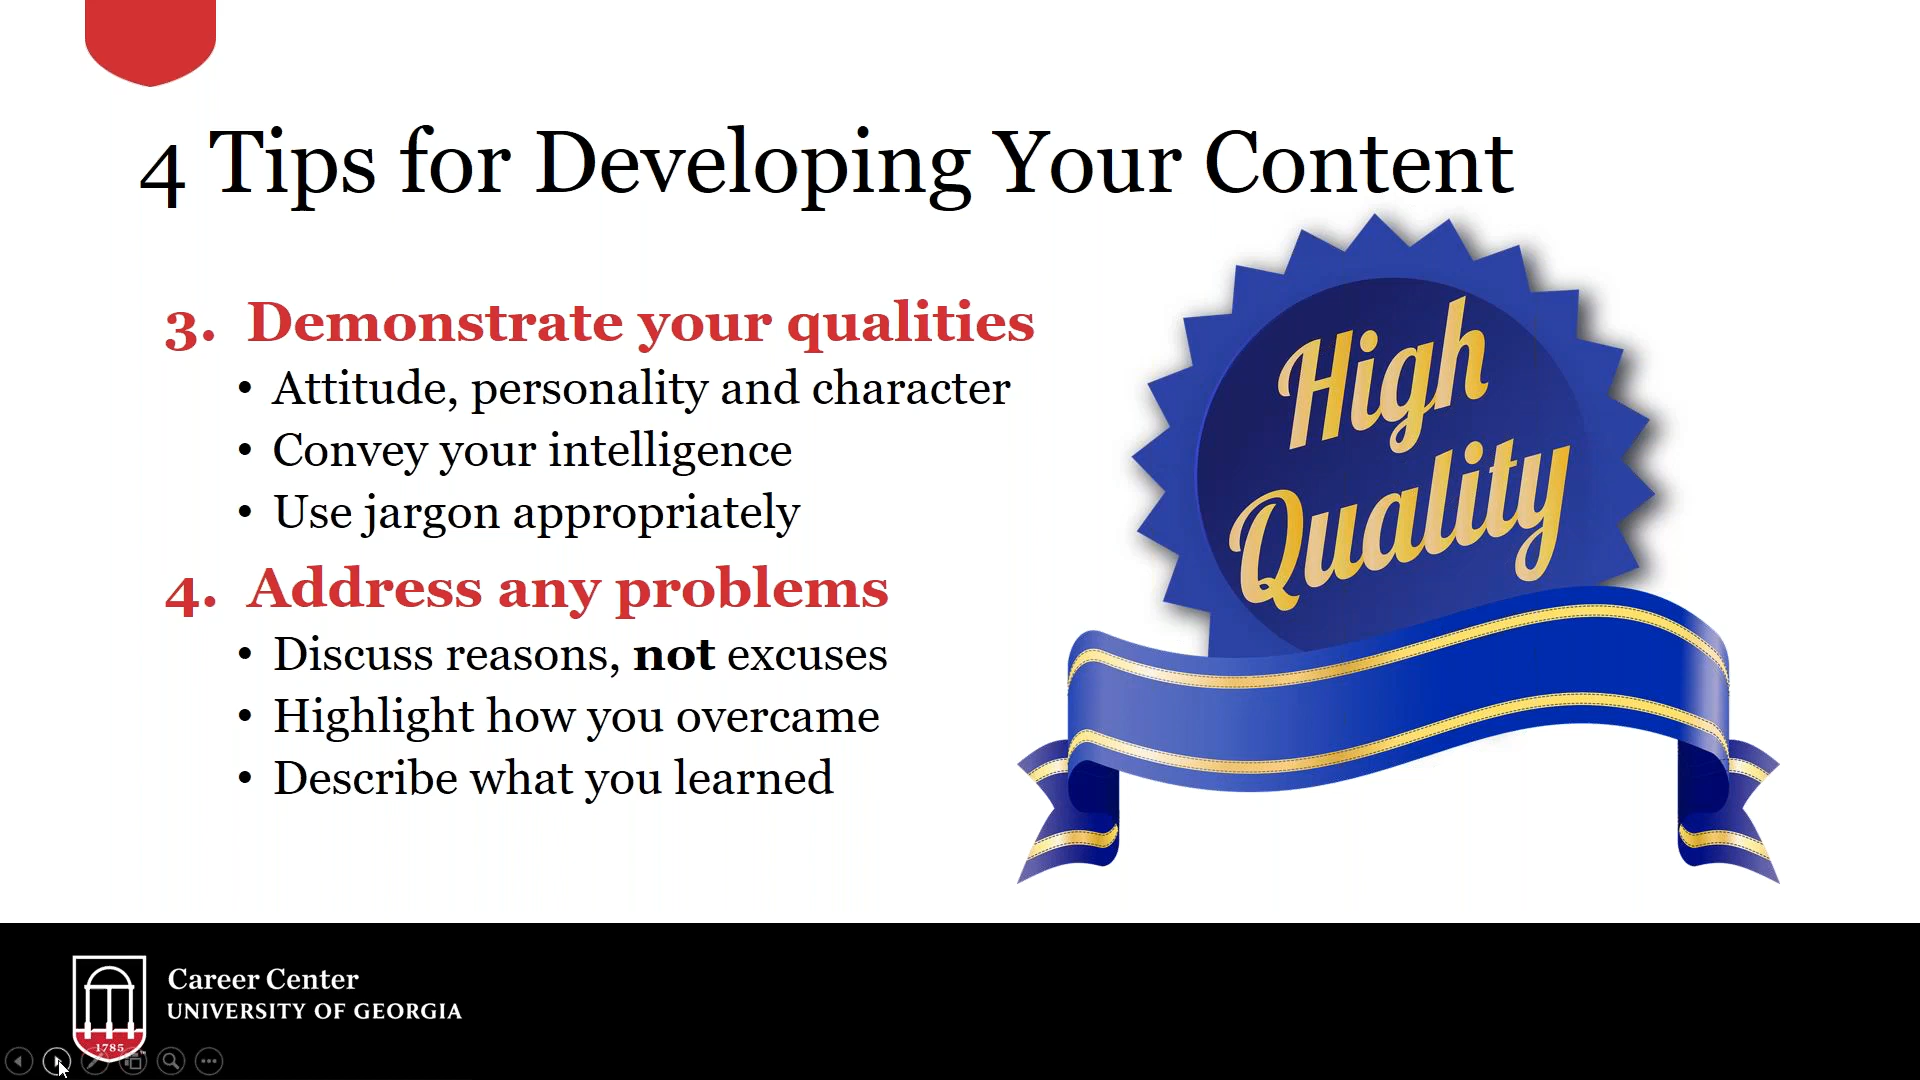 4 Tips for Developing Your Content
3. Demonstrate your qualities
• Attitude, personality and character
• Convey your intelligence
• Use jargon appropriately
4. Address any problems
• Discuss reasons, not excuses
• Highlight how you overcame
• Describe what you learned
High
Quality
Career Center
UNIVERSITY OF GEORGIA
1785